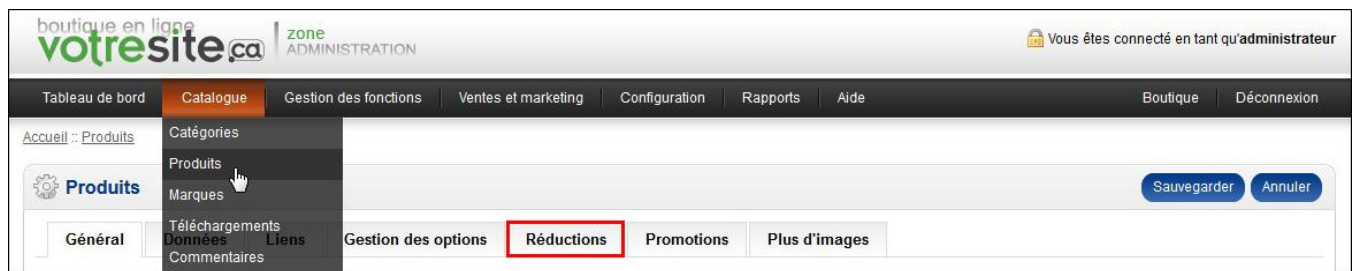 boutique en ligne
votresite.ca zone ADMINISTRATION
Vous êtes connecté en tant qu'administrateur
Tableau de bord Catalogue Gestion des fonctions Ventes et marketing Configuration Rapports Aide Boutique Déconnexion
Accueil :: Produits
Catégories
Produits
Marques
Téléchargements
Commentaires
Produits Sauvegarder Annuler
Général Données Liens Gestion des options Réductions Promotions Plus d'images